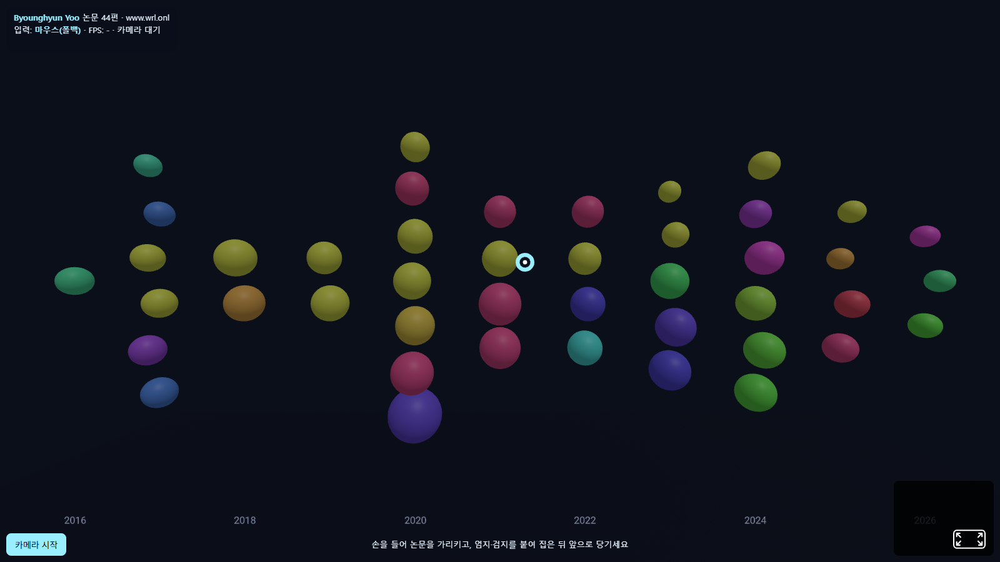 Byounghyun Yoo 논문 44편 · www.wrl.onl
입력: 마우스(폴백) · FPS: - · 카메라 대기
2016 2018 2020 2022 2024 2026
카메라 시작
손을 들어 논문을 가리키고, 엄지·검지를 붙여 집은 뒤 앞으로 당기세요